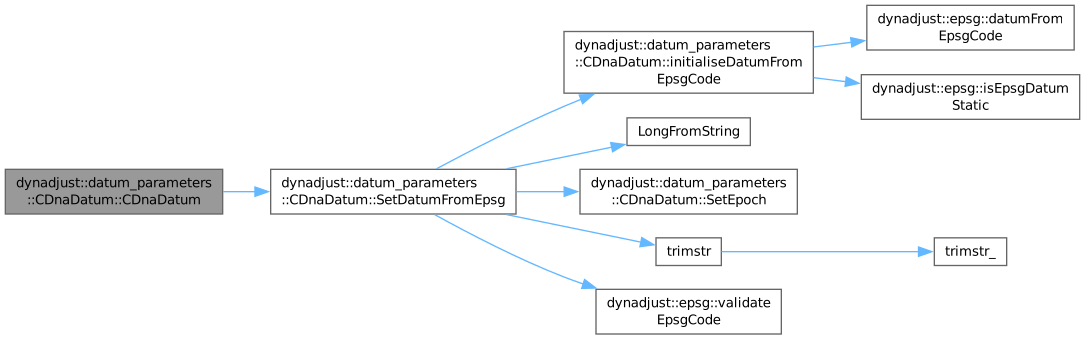 dynadjust::datum_parameters
::CDnaDatum::CDnaDatum
dynadjust::datum_parameters
::CDnaDatum::SetDatumFromEpsg
dynadjust::datum_parameters
::CDnaDatum::initialiseDatumFrom
EpsgCode
dynadjust::epsg::datumFrom
EpsgCode
dynadjust::epsg::isEpsgDatum
Static
LongFromString
dynadjust::datum_parameters
::CDnaDatum::SetEpoch
trimstr
trimstr_
dynadjust::epsg::validate
EpsgCode